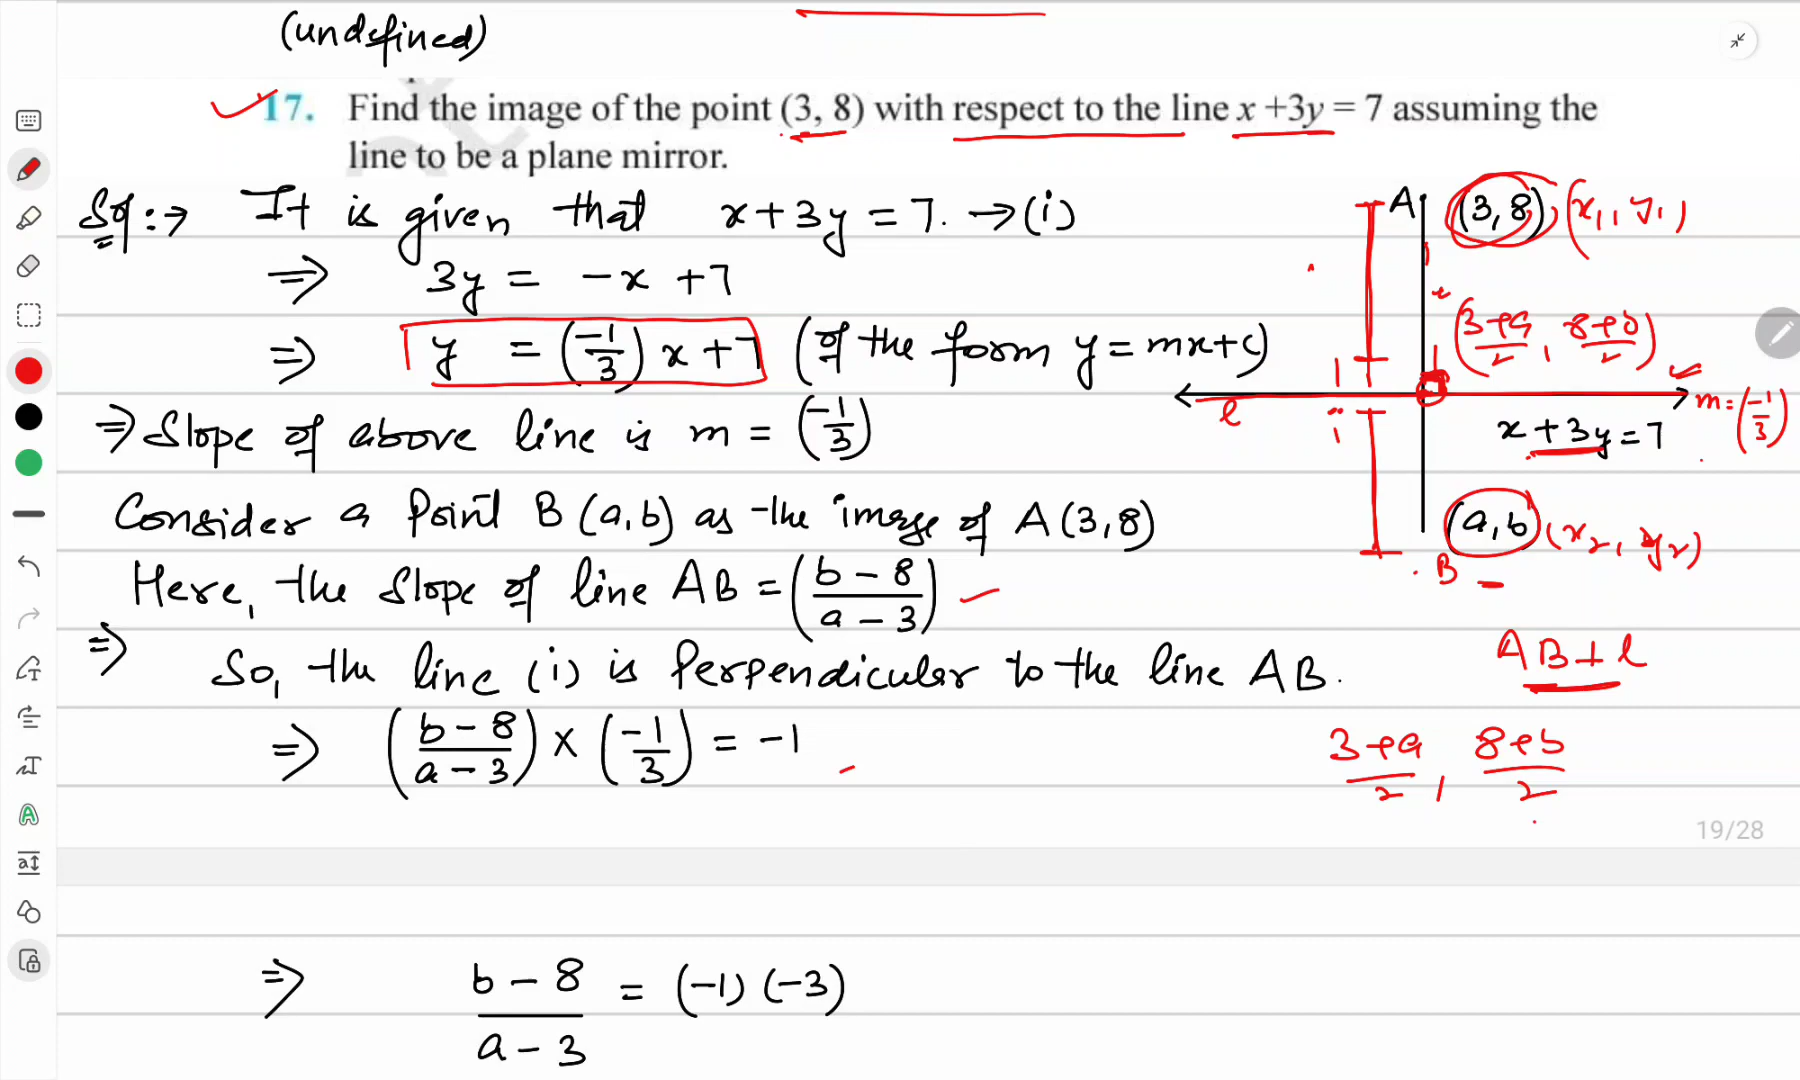 (undefined)
17. Find the image of the point (3, 8) with respect to the line x +3y = 7 assuming the
line to be a plane mirror.
Sol :→ It is given that x + 3y = 7. → (i)
⇒ 3y = -x + 7
⇒ y = (-1/3) x + 7 (of the form y = mx + c)
⇒ Slope of above line is m = (-1/3)
Consider a Point B (a, b) as the image of A (3, 8)
Here, the slope of line AB = (b - 8 / a - 3)
⇒ So, the line (i) is Perpendicular to the line AB.
⇒ (b - 8 / a - 3) × (-1/3) = -1
A (3, 8) (x1, y1)
(3+a/2, 8+b/2)
l m = (-1/3)
x + 3y = 7
(a, b) (x2, y2)
B
AB ⊥ l
3+a/2 , 8+b/2
19/28
⇒ b - 8 / a - 3 = (-1) (-3)